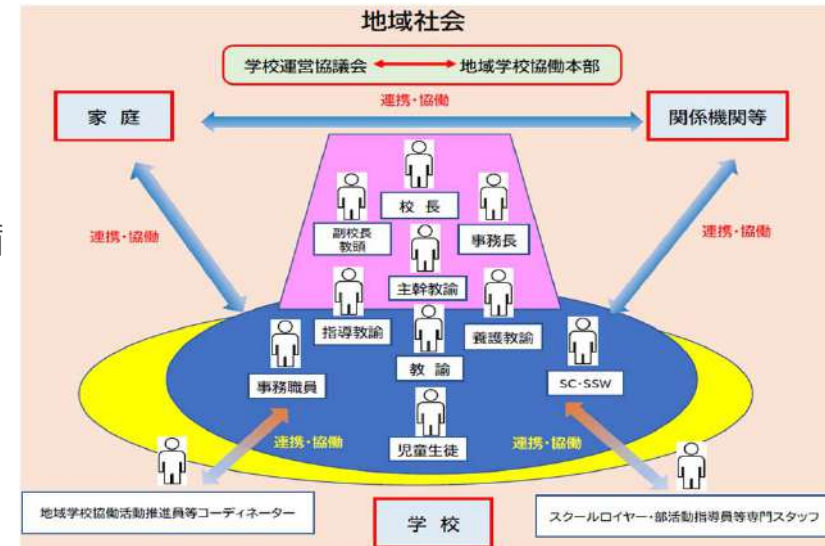 地域社会
学校運営協議会 地域学校協働本部
連携・協働
家 庭
関係機関等
校 長
副校長
教頭
事務長
連携・協働
連携・協働
主幹教諭
指導教諭
養護教諭
教 諭
事務職員
SC・SSW
連携・協働
連携・協働
児童生徒
地域学校協働活動推進員等コーディネーター
学 校
スクールロイヤー・部活動指導員等専門スタッフ